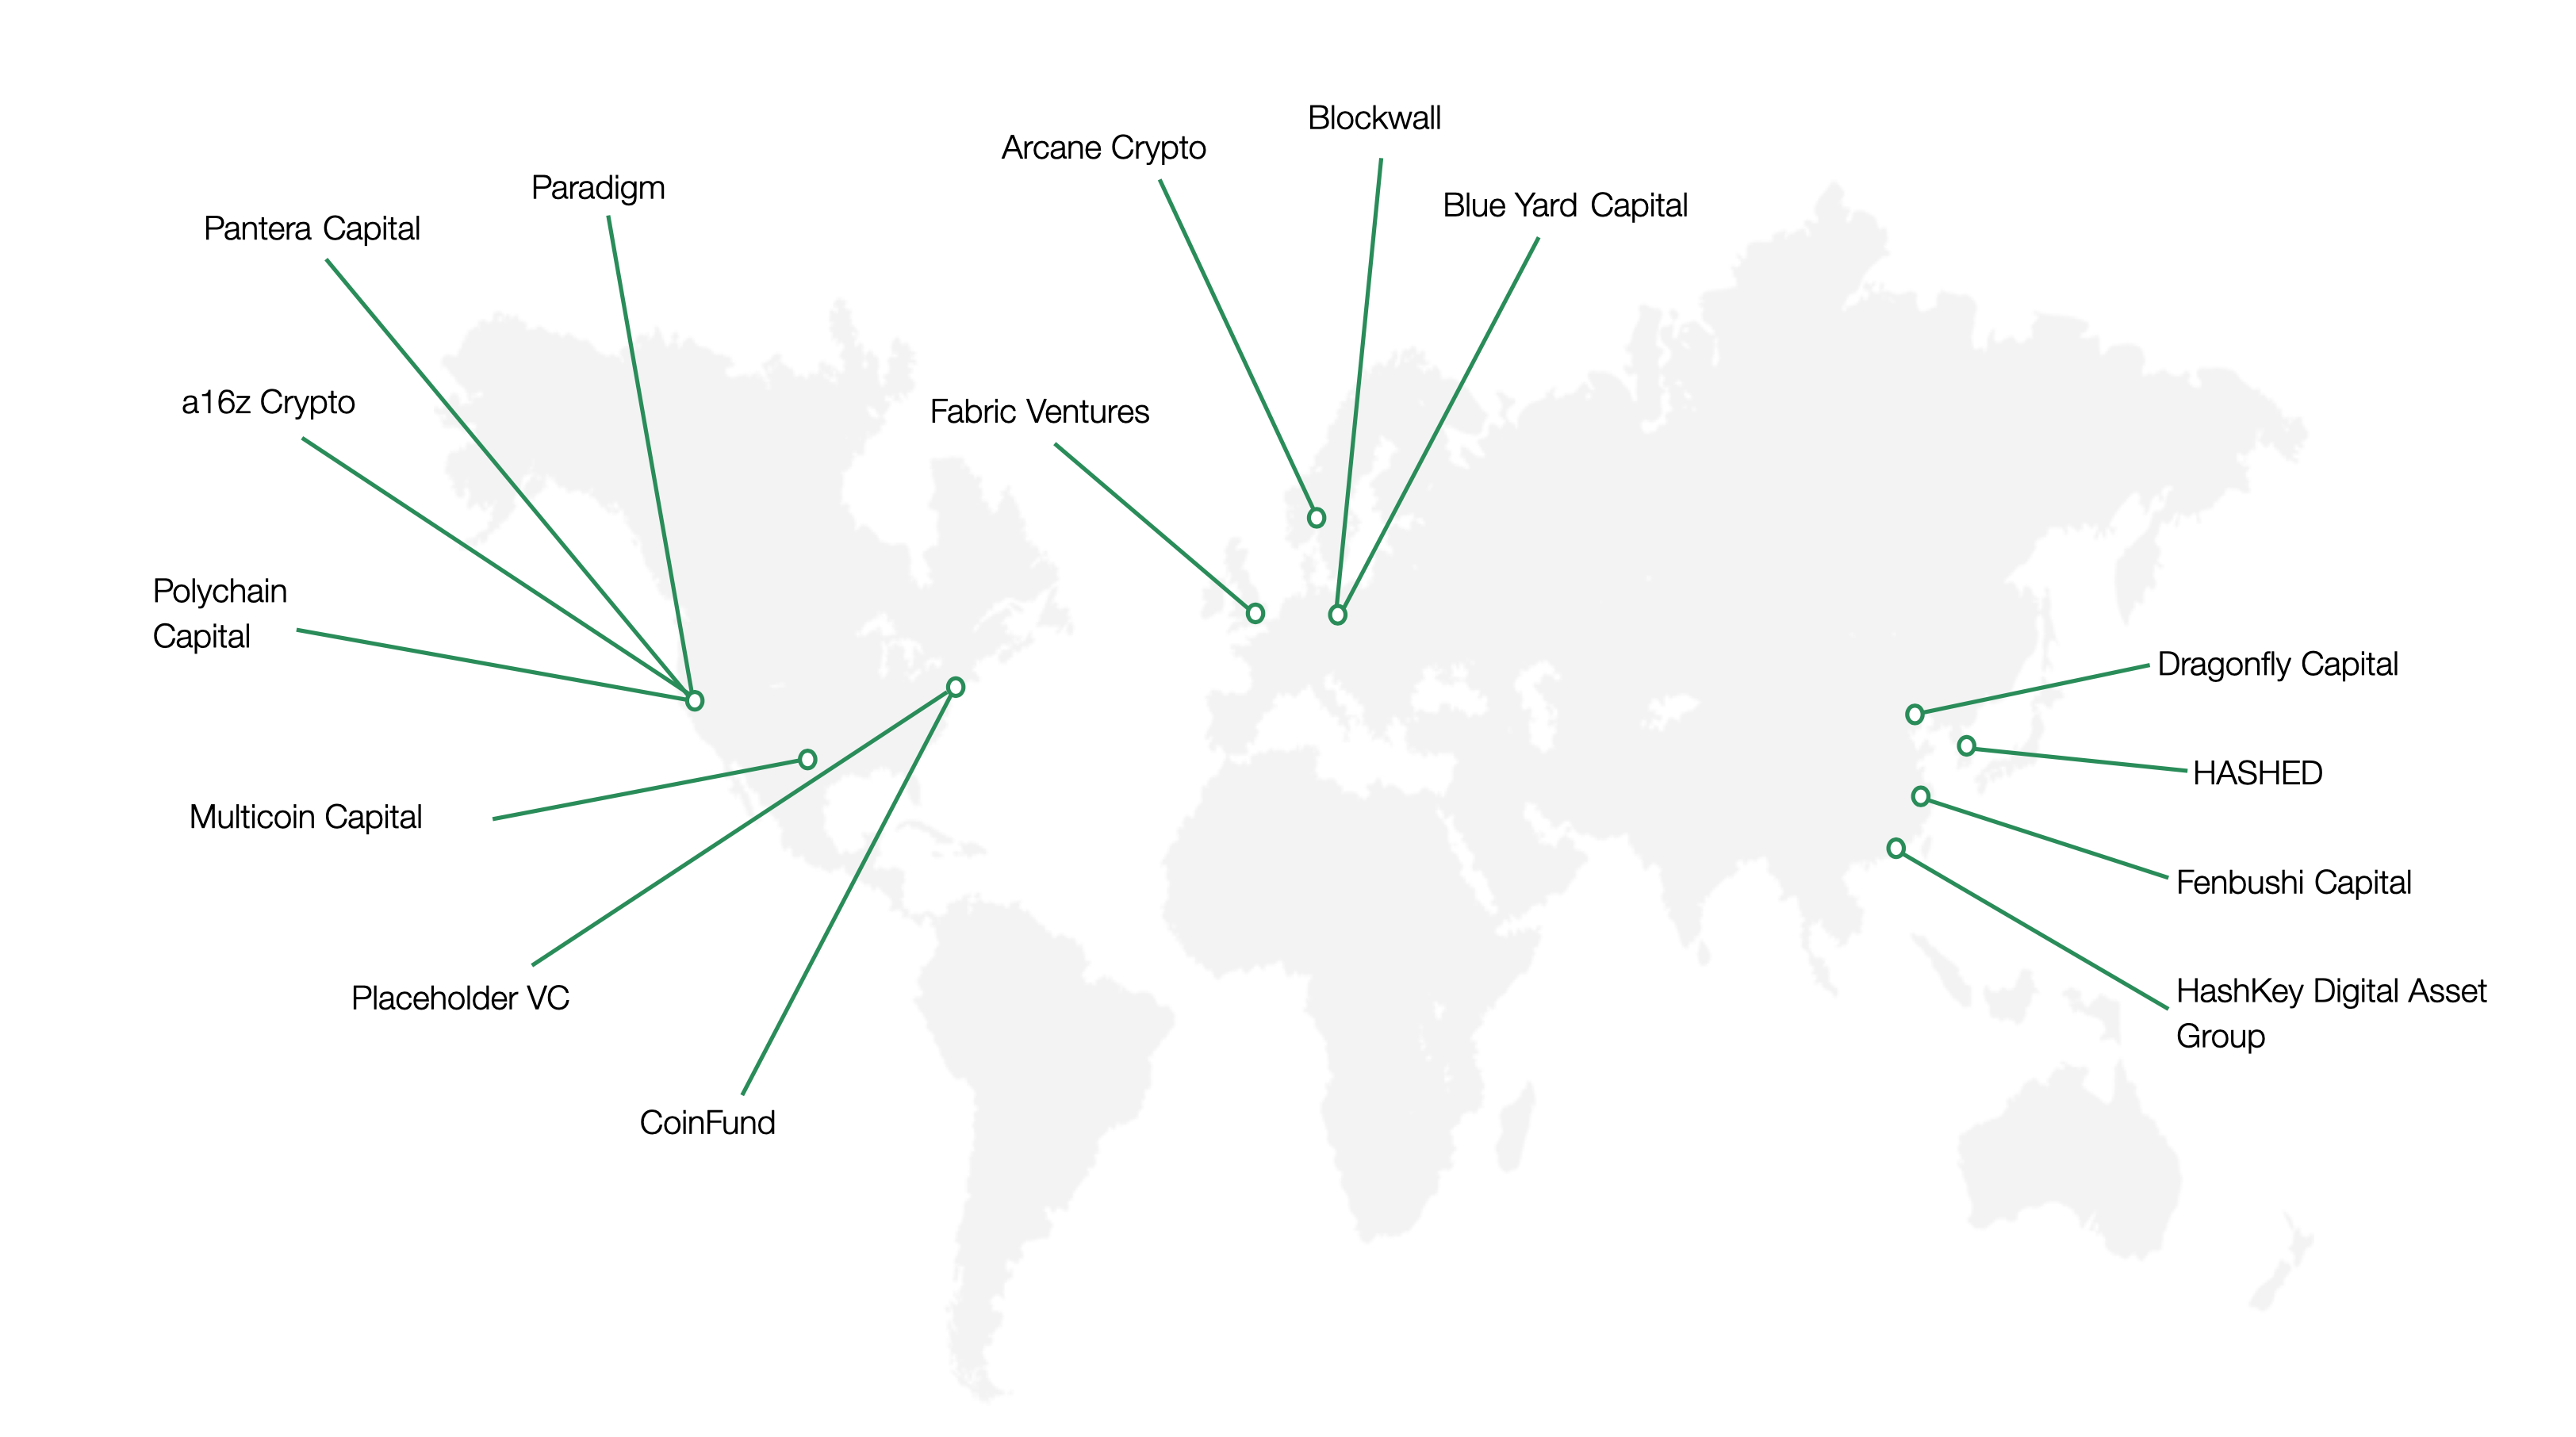 Blockwall
Arcane Crypto
Paradigm
Blue Yard Capital
Pantera Capital
a16z Crypto
Fabric Ventures
Polychain
Capital
Dragonfly Capital
HASHED
Multicoin Capital
Fenbushi Capital
Placeholder VC
HashKey Digital Asset
Group
CoinFund